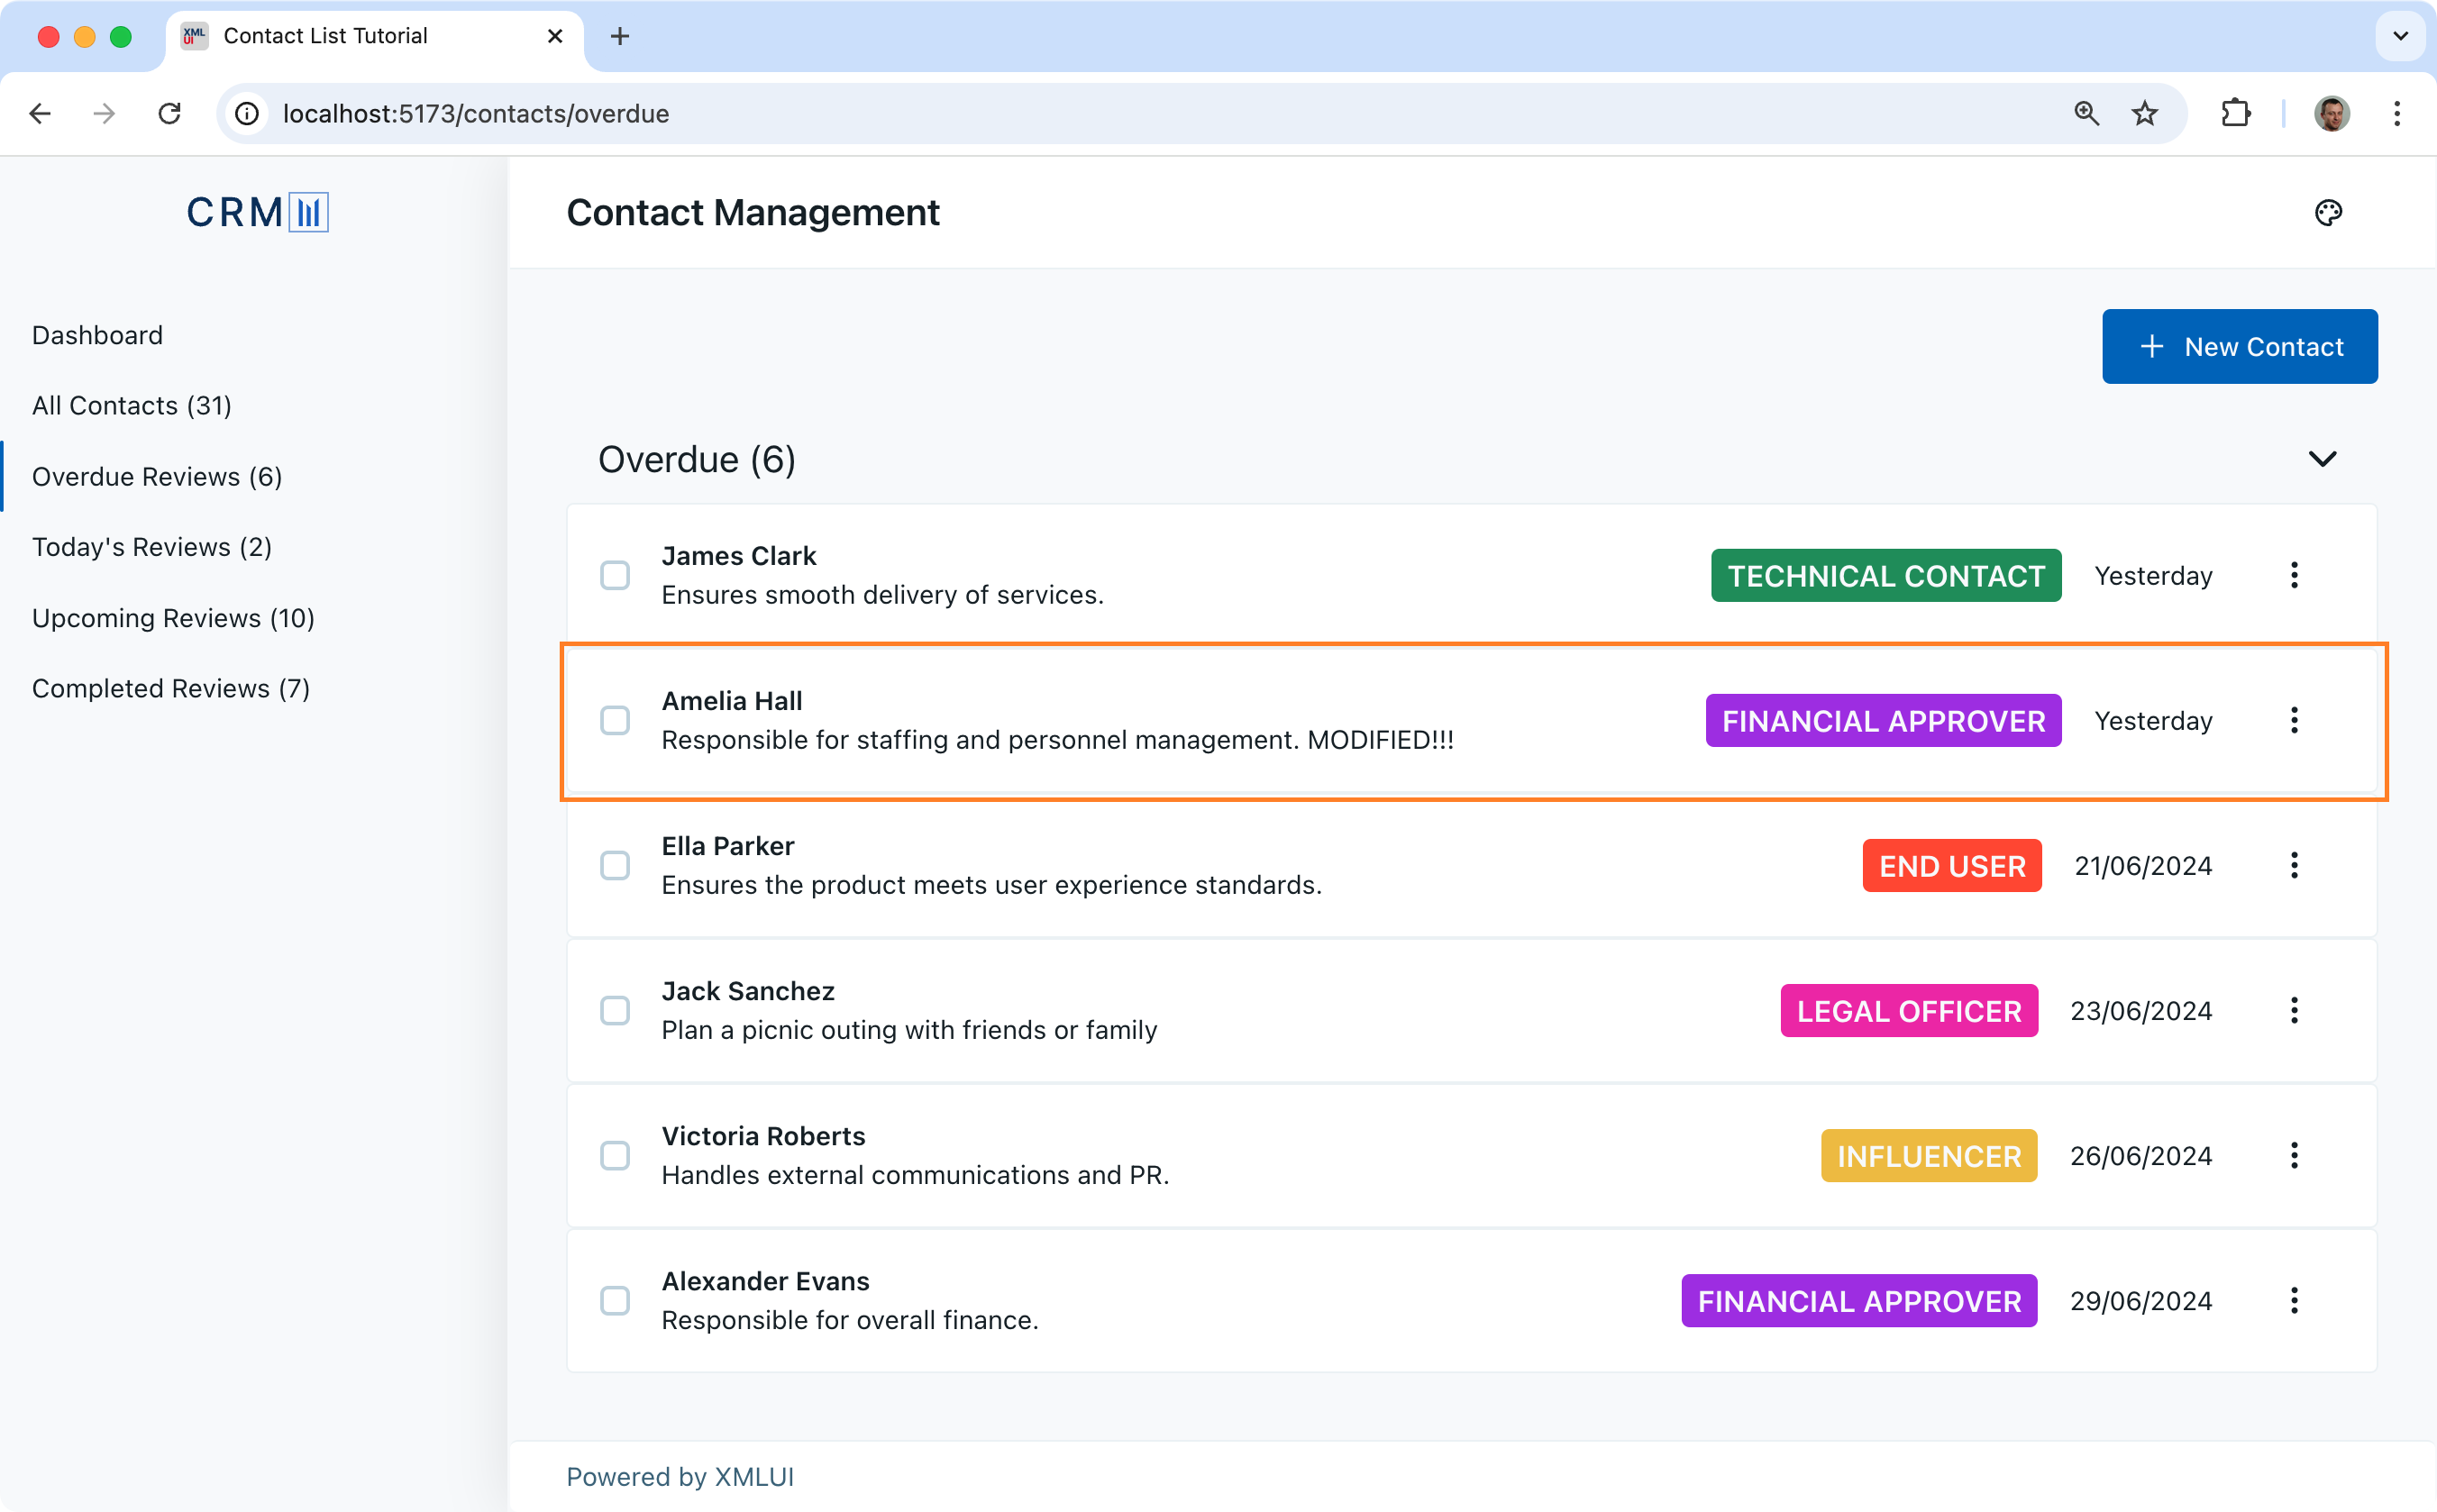 XML
UI
Contact List Tutorial
localhost:5173/contacts/overdue
CRM
Contact Management
Dashboard
All Contacts (31)
Overdue Reviews (6)
Today's Reviews (2)
Upcoming Reviews (10)
Completed Reviews (7)
New Contact
Overdue (6)
James Clark
Ensures smooth delivery of services.
TECHNICAL CONTACT
Yesterday
Amelia Hall
Responsible for staffing and personnel management. MODIFIED!!!
FINANCIAL APPROVER
Yesterday
Ella Parker
Ensures the product meets user experience standards.
END USER
21/06/2024
Jack Sanchez
Plan a picnic outing with friends or family
LEGAL OFFICER
23/06/2024
Victoria Roberts
Handles external communications and PR.
INFLUENCER
26/06/2024
Alexander Evans
Responsible for overall finance.
FINANCIAL APPROVER
29/06/2024
Powered by XMLUI